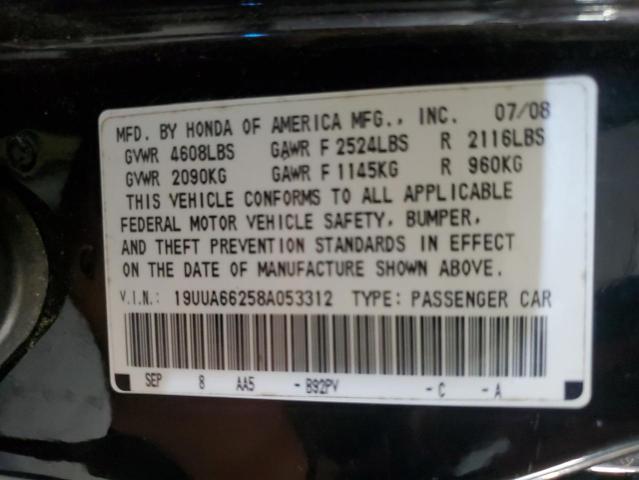 MFD. BY HONDA OF AMERICA MFG., INC. 07/08
GVWR 4608LBS GAWR F 2524LBS R 2116LBS
GVWR 2090KG GAWR F 1145KG R 960KG
THIS VEHICLE CONFORMS TO ALL APPLICABLE
FEDERAL MOTOR VEHICLE SAFETY, BUMPER,
AND THEFT PREVENTION STANDARDS IN EFFECT
ON THE DATE OF MANUFACTURE SHOWN ABOVE.
V.I.N.: 19UUA66258A053312 TYPE: PASSENGER CAR
SEP 8 AA5 - B92PV - C - A